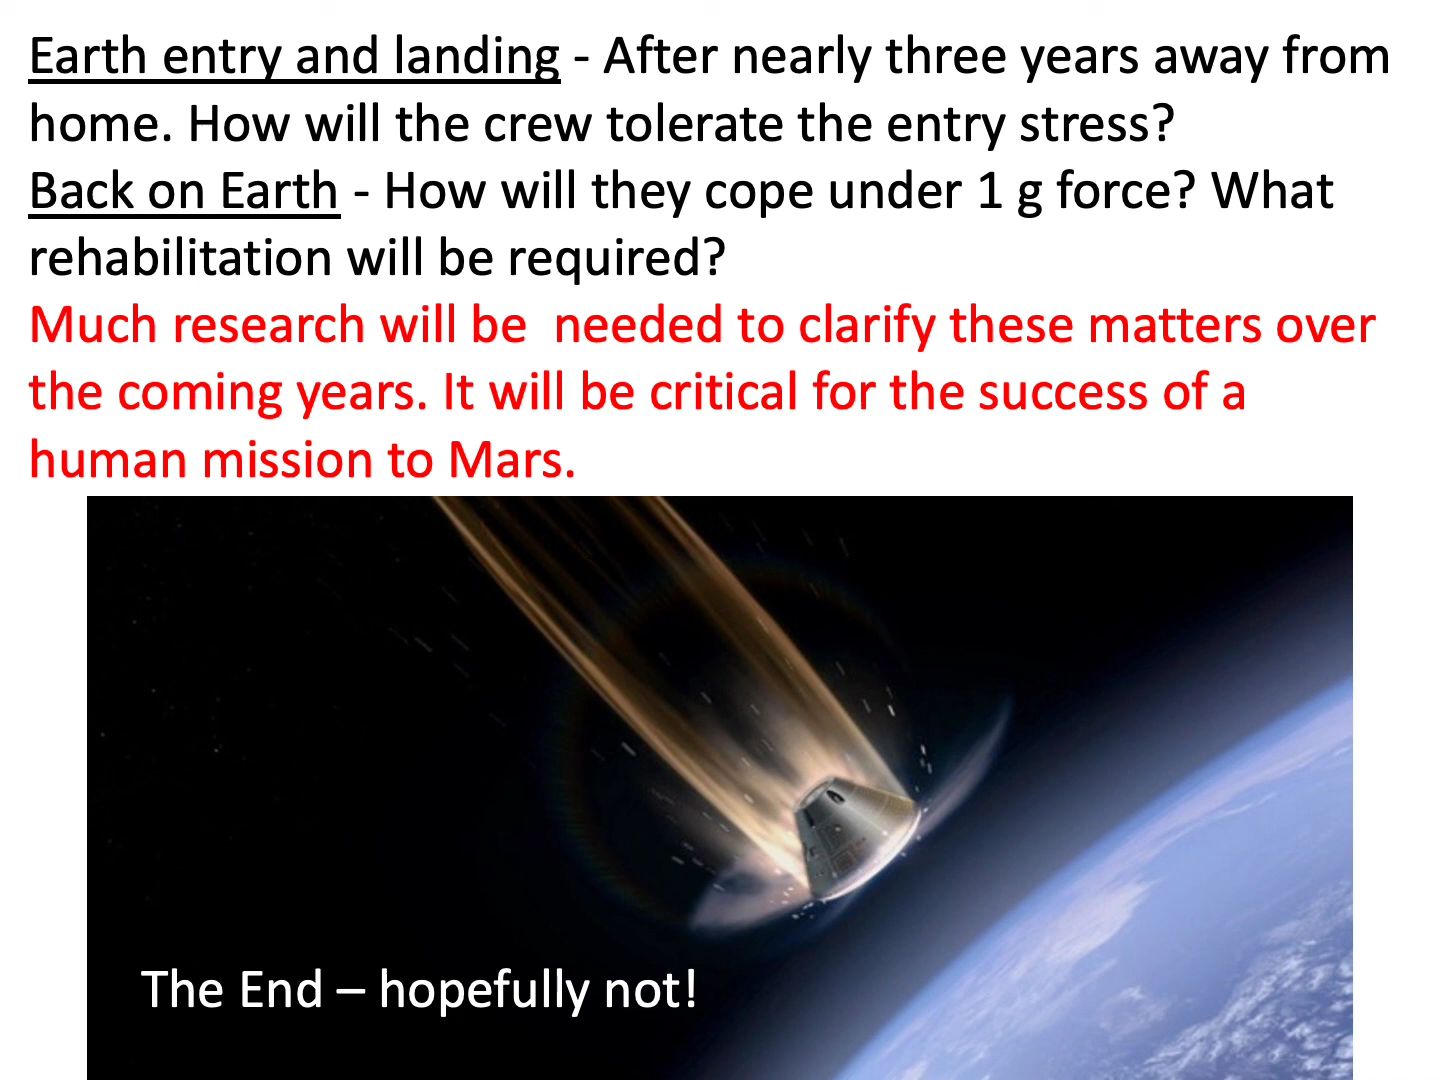 Earth entry and landing - After nearly three years away from
home. How will the crew tolerate the entry stress?
Back on Earth - How will they cope under 1 g force? What
rehabilitation will be required?
Much research will be  needed to clarify these matters over
the coming years. It will be critical for the success of a
human mission to Mars.
The End – hopefully not!